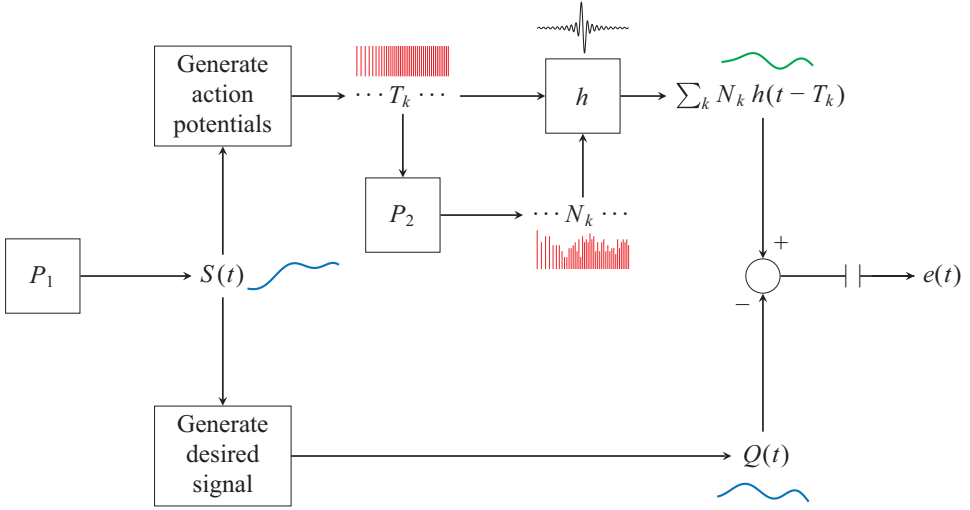 Generate
action
potentials
··· T_k ···
h
∑_k N_k h(t − T_k)
P_2
··· N_k ···
+
P_1
S(t)
−
e(t)
Generate
desired
signal
Q(t)